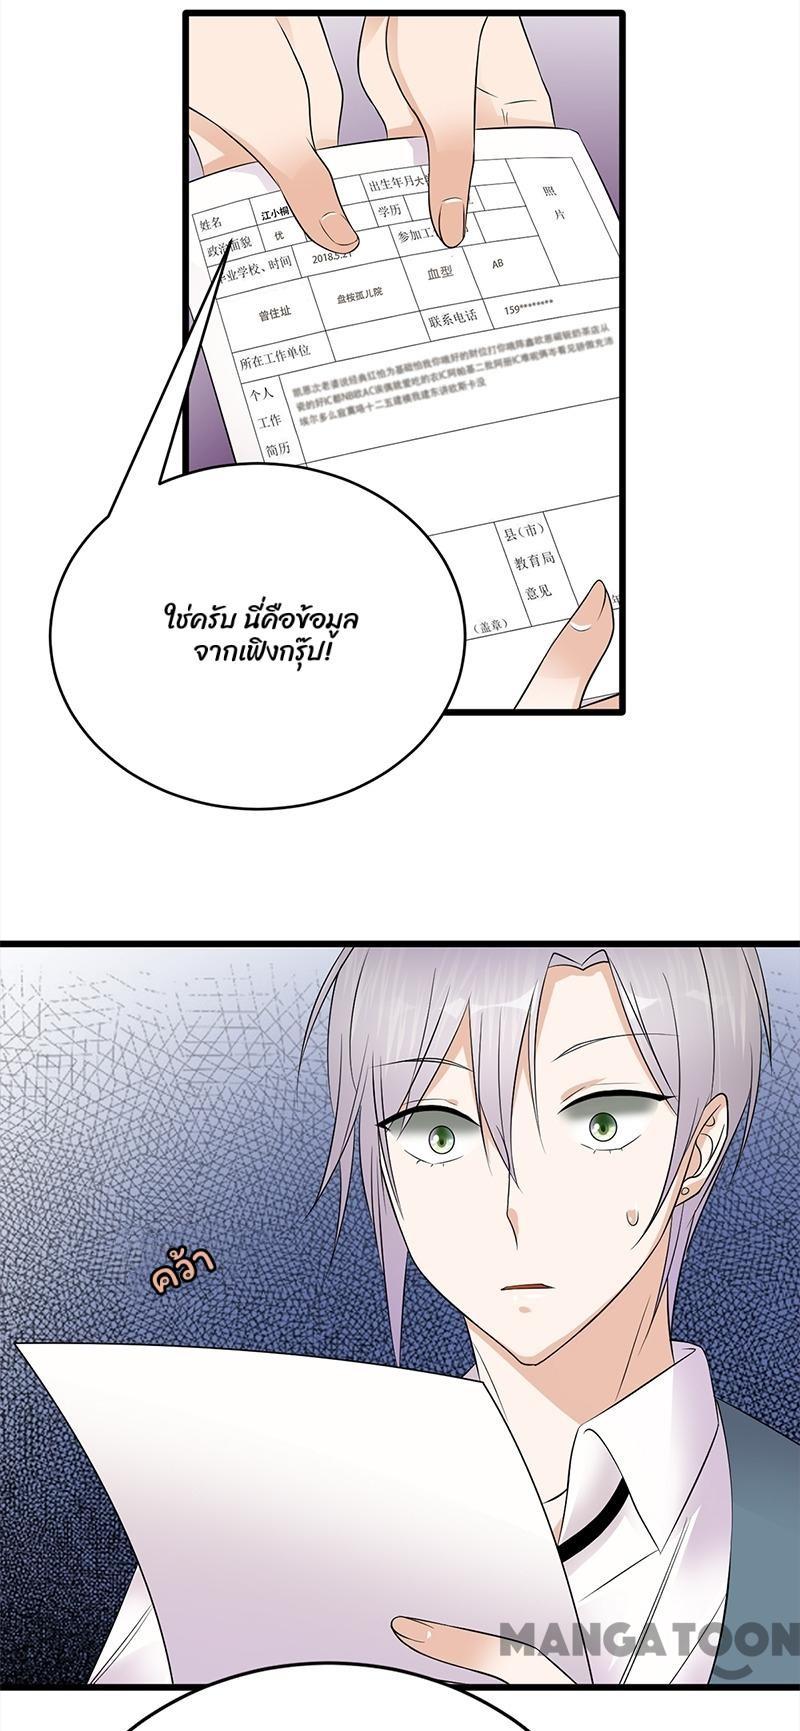 姓名 江小桐 出生年月 照
政治面貌 优 学历 片
毕业学校、时间 2018.5.21 参加工
曾住址 盘桉孤儿院 血型 AB
所在工作单位 联系电话 159********
个人
工作
简历
县(市)
教育局
意见
(盖章)
ใช่ครับ นี่คือข้อมูล
จากเฟิงกรุ๊ป!
คว้า
MANGATOON